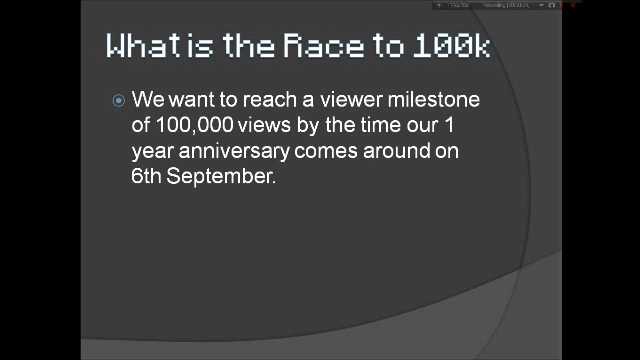 What is the Race to 100k
We want to reach a viewer milestone
of 100,000 views by the time our 1
year anniversary comes around on
6th September.